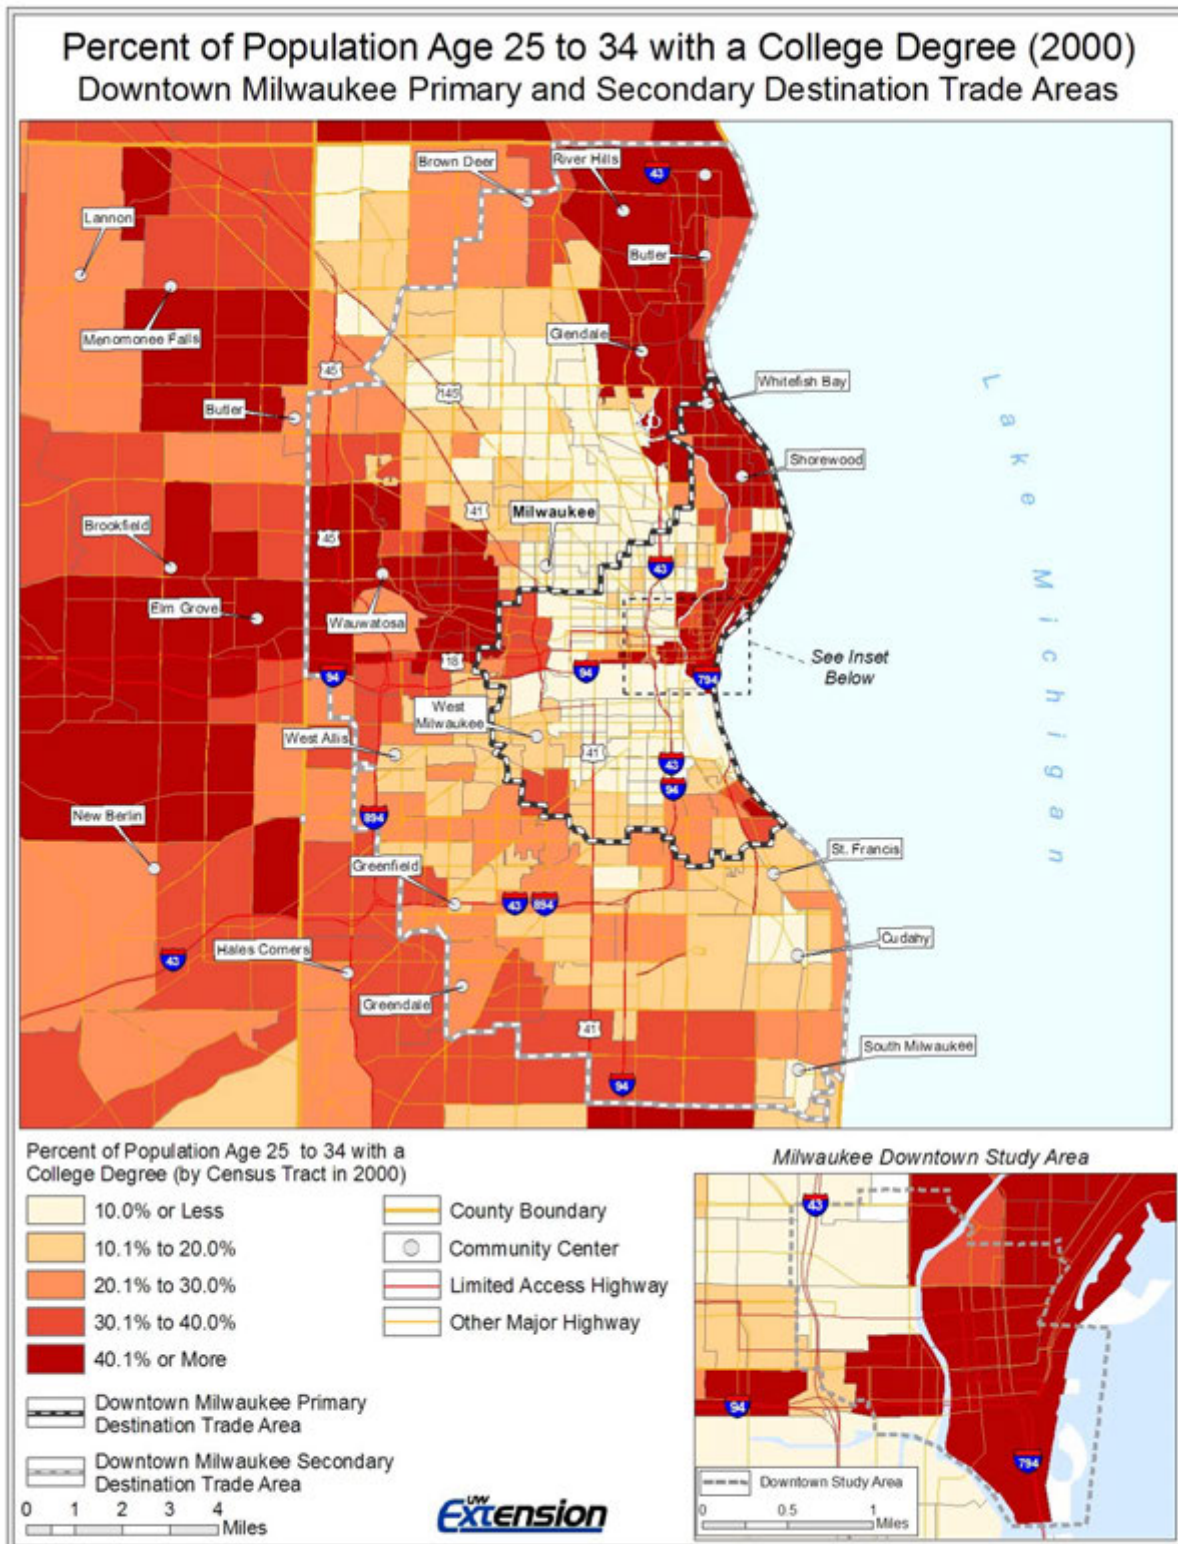 Percent of Population Age 25 to 34 with a College Degree (2000)
Downtown Milwaukee Primary and Secondary Destination Trade Areas
Brown Deer
River Hills
43
Lannon
Butler
Menomonee Falls
Glendale
45
145
Whitefish Bay
Butler
Shorewood
41
Milwaukee
Brookfield
45
43
Elm Grove
Wauwatosa
18
See Inset
Below
94
94
794
West
Milwaukee
West Allis
41
43
94
894
New Berlin
St. Francis
Greenfield
43
894
Cudahy
Hales Corners
43
Greendale
41
South Milwaukee
94
Lake Michigan
Percent of Population Age 25 to 34 with a
College Degree (by Census Tract in 2000)
10.0% or Less
10.1% to 20.0%
20.1% to 30.0%
30.1% to 40.0%
40.1% or More
Downtown Milwaukee Primary
Destination Trade Area
Downtown Milwaukee Secondary
Destination Trade Area
0 1 2 3 4
Miles
County Boundary
Community Center
Limited Access Highway
Other Major Highway
UW
Extension
Milwaukee Downtown Study Area
43
94
794
Downtown Study Area
0 0.5 1
Miles